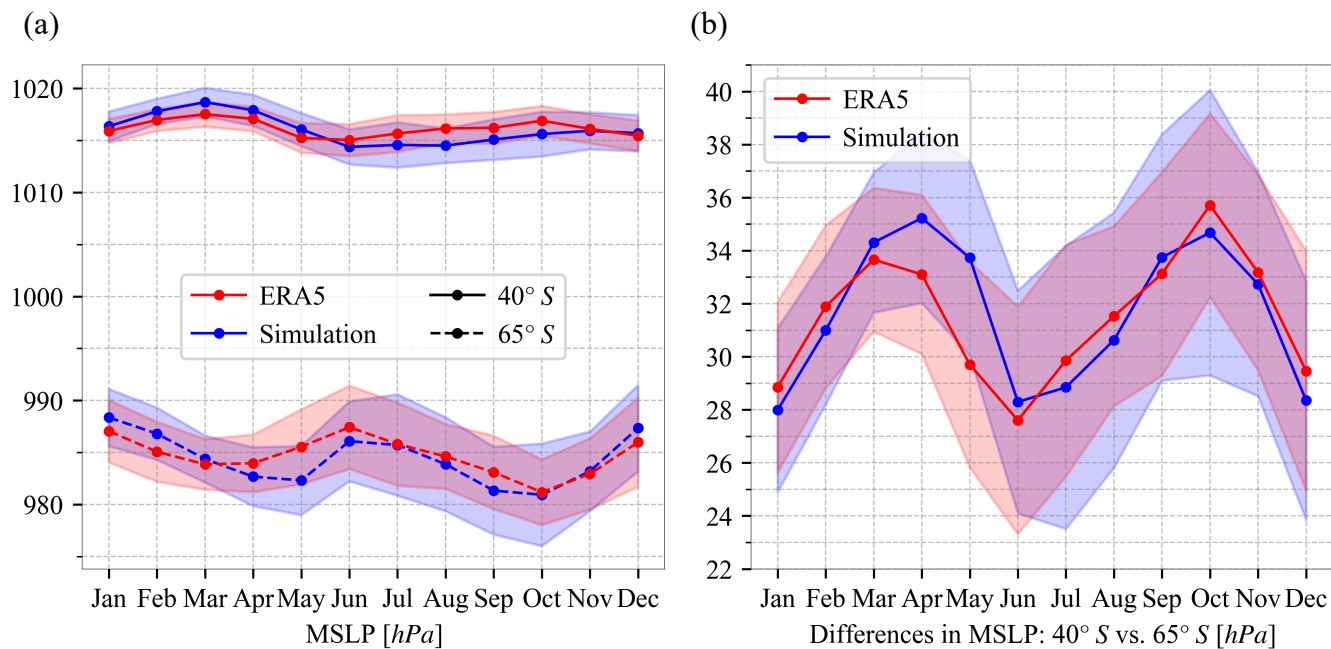 (a)
1020
1010
1000
990
980
ERA5
Simulation
40° S
65° S
Jan Feb Mar Apr May Jun Jul Aug Sep Oct Nov Dec
MSLP [hPa]
(b)
40
38
36
34
32
30
28
26
24
22
ERA5
Simulation
Jan Feb Mar Apr May Jun Jul Aug Sep Oct Nov Dec
Differences in MSLP: 40° S vs. 65° S [hPa]